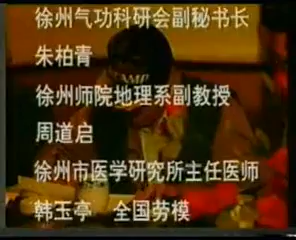 徐州气功科研会副秘书长
朱柏青
徐州师院地理系副教授
周道启
徐州市医学研究所主任医师
韩玉亭 全国劳模